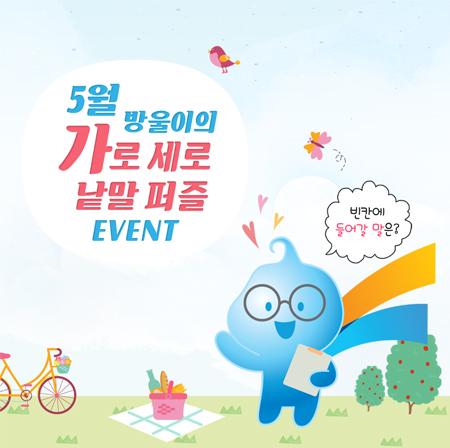 5월
방울이의
가로 세로
낱말 퍼즐
EVENT
빈칸에
들어갈 말은?